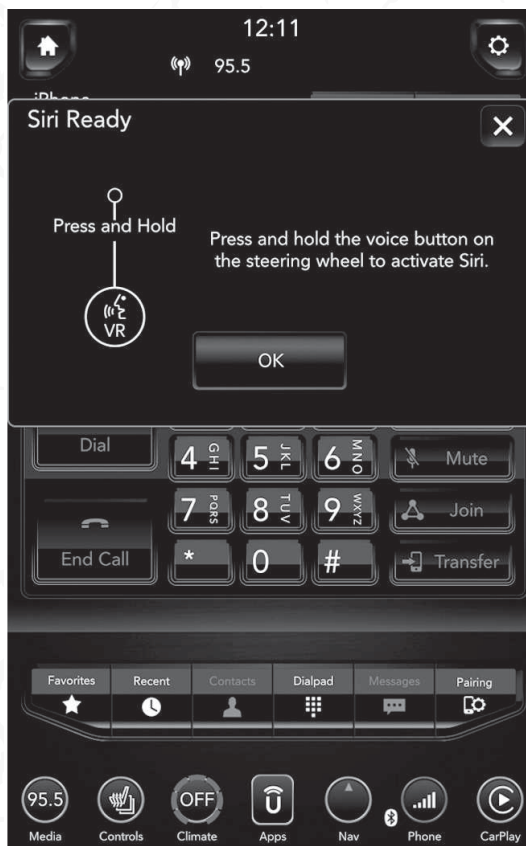 12:11
95.5
iPhone
Siri Ready
Press and Hold
VR
Press and hold the voice button on
the steering wheel to activate Siri.
OK
Dial
4 GHI 5 JKL 6 MNO
Mute
7 PQRS 8 TUV 9 WXYZ
Join
End Call
* 0 #
Transfer
Favorites Recent Contacts Dialpad Messages Pairing
95.5 OFF
Media Controls Climate Apps Nav Phone CarPlay